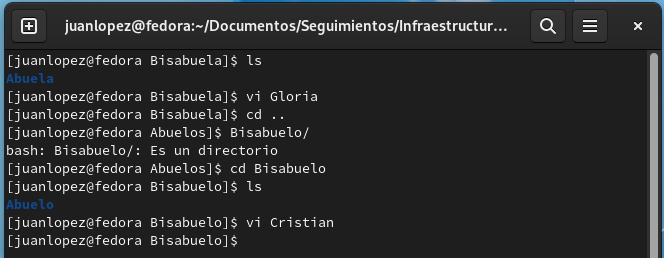 juanlopez@fedora:~/Documentos/Seguimientos/Infraestructur...
[juanlopez@fedora Bisabuela]$ ls
Abuela
[juanlopez@fedora Bisabuela]$ vi Gloria
[juanlopez@fedora Bisabuela]$ cd ..
[juanlopez@fedora Abuelos]$ Bisabuelo/
bash: Bisabuelo/: Es un directorio
[juanlopez@fedora Abuelos]$ cd Bisabuelo
[juanlopez@fedora Bisabuelo]$ ls
Abuelo
[juanlopez@fedora Bisabuelo]$ vi Cristian
[juanlopez@fedora Bisabuelo]$